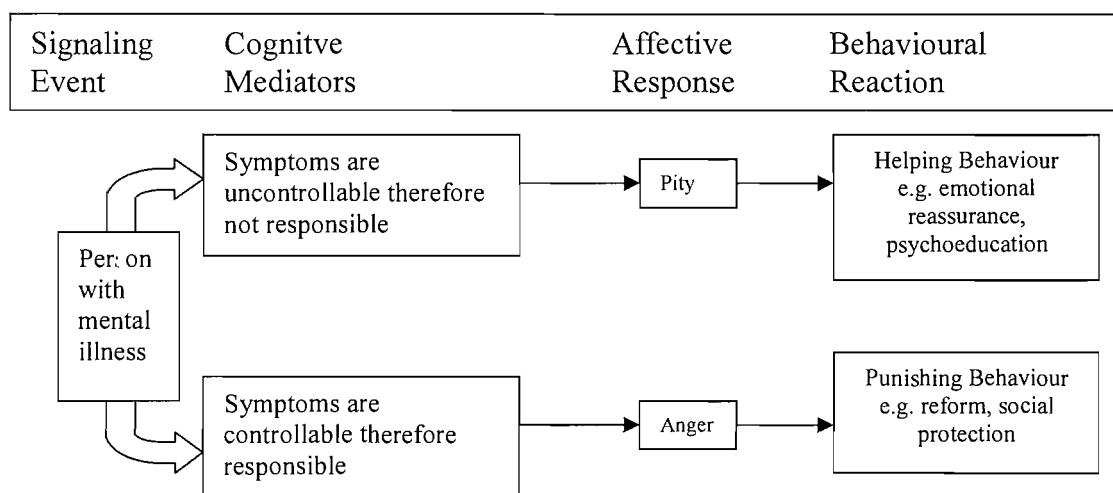 Signaling Event
Cognitve Mediators
Affective Response
Behavioural Reaction
Symptoms are
uncontrollable therefore
not responsible
Pity
Helping Behaviour
e.g. emotional
reassurance,
psychoeducation
Person
with
mental
illness
Symptoms are
controllable therefore
responsible
Anger
Punishing Behaviour
e.g. reform, social
protection